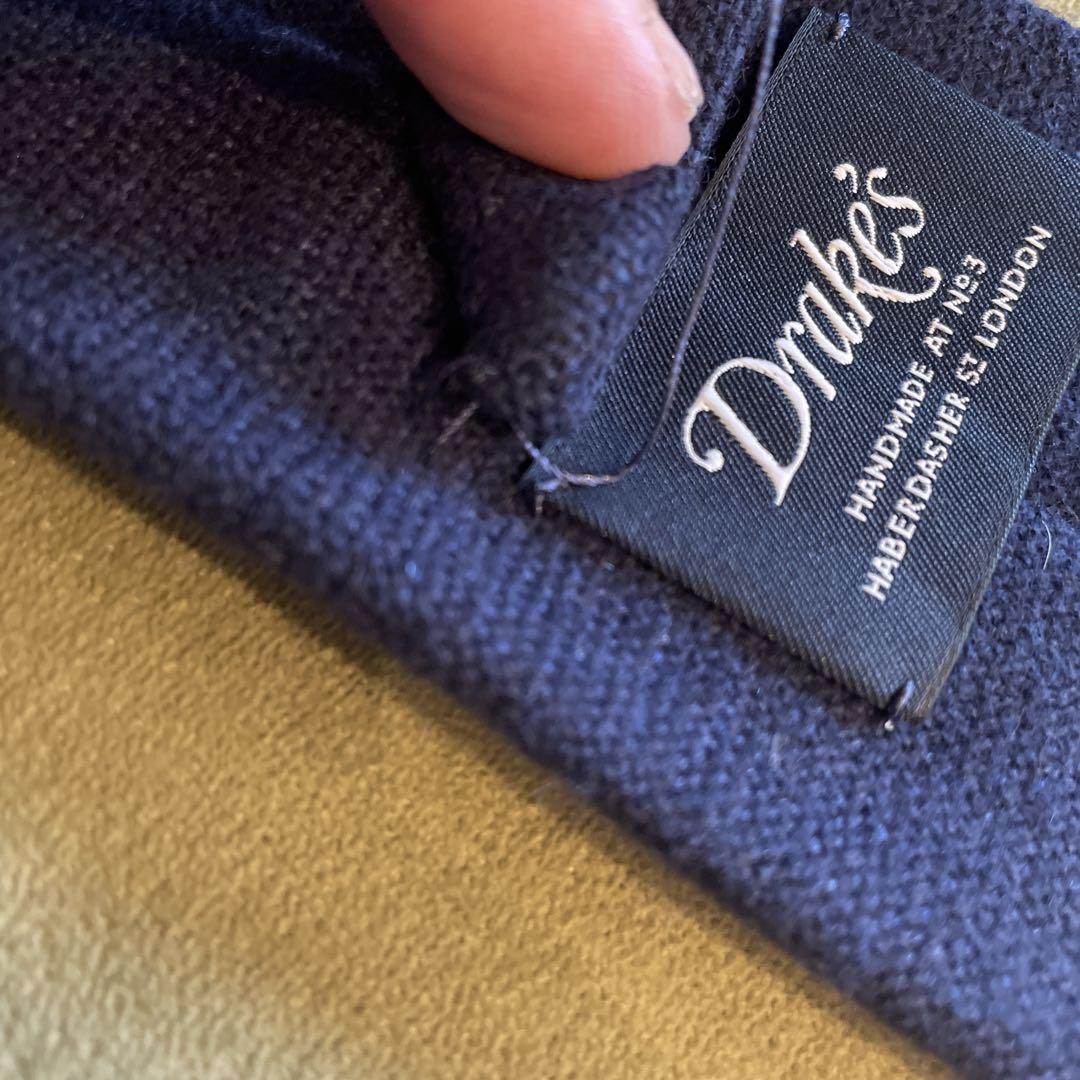 Drake's
HANDMADE AT Nº3
HABERDASHER ST LONDON